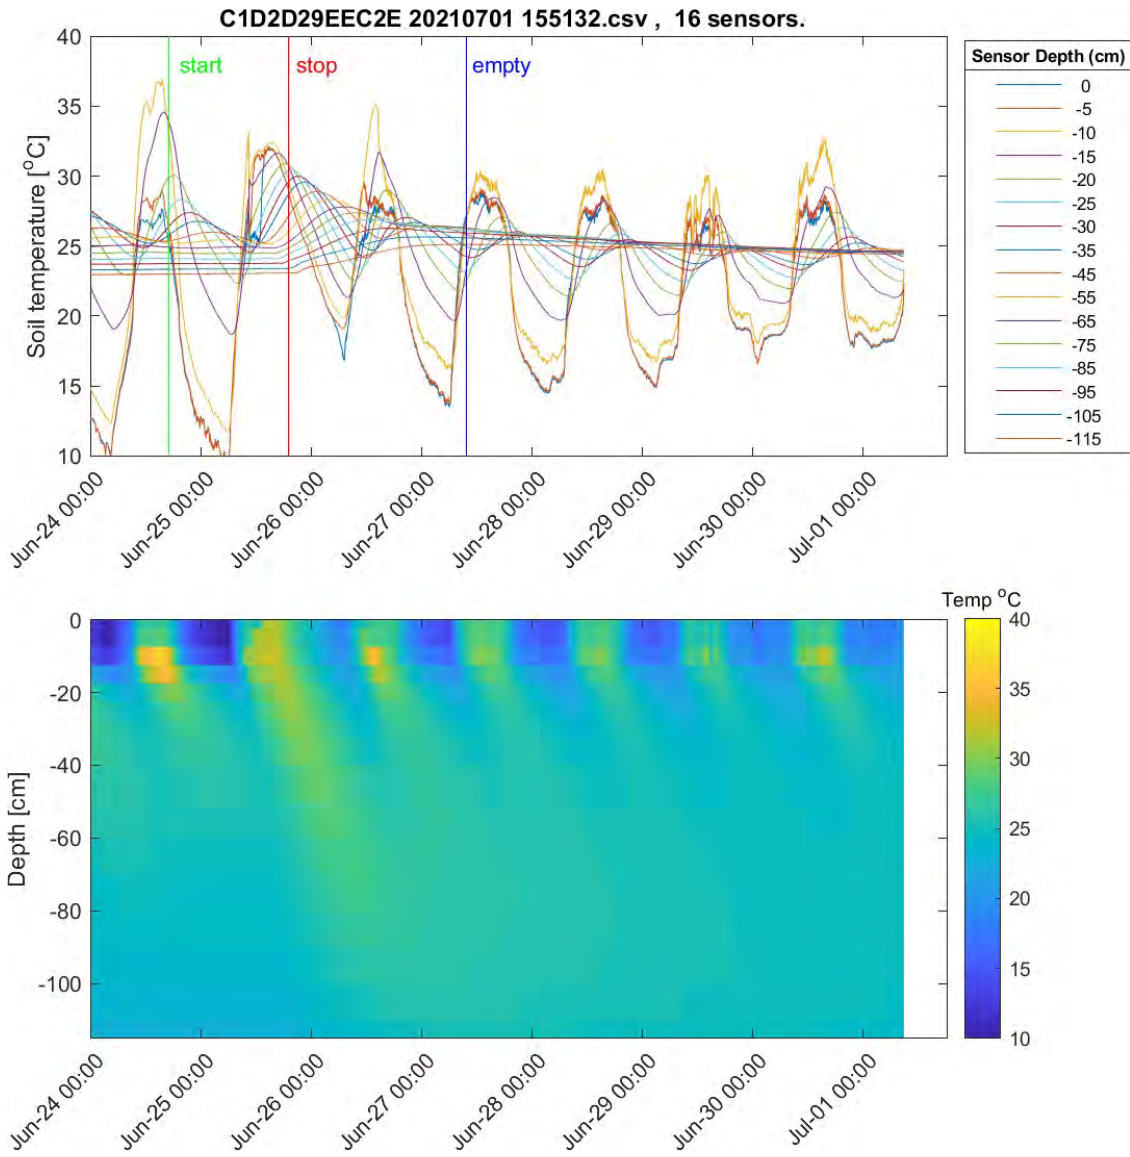 C1D2D29EEC2E 20210701 155132.csv ,  16 sensors.
40
35
30
25
20
15
10
Soil temperature [oC]
start
stop
empty
Jun-24 00:00
Jun-25 00:00
Jun-26 00:00
Jun-27 00:00
Jun-28 00:00
Jun-29 00:00
Jun-30 00:00
Jul-01 00:00
Sensor Depth (cm)
0
-5
-10
-15
-20
-25
-30
-35
-45
-55
-65
-75
-85
-95
-105
-115
0
-20
-40
-60
-80
-100
Depth [cm]
Jun-24 00:00
Jun-25 00:00
Jun-26 00:00
Jun-27 00:00
Jun-28 00:00
Jun-29 00:00
Jun-30 00:00
Jul-01 00:00
Temp oC
40
35
30
25
20
15
10